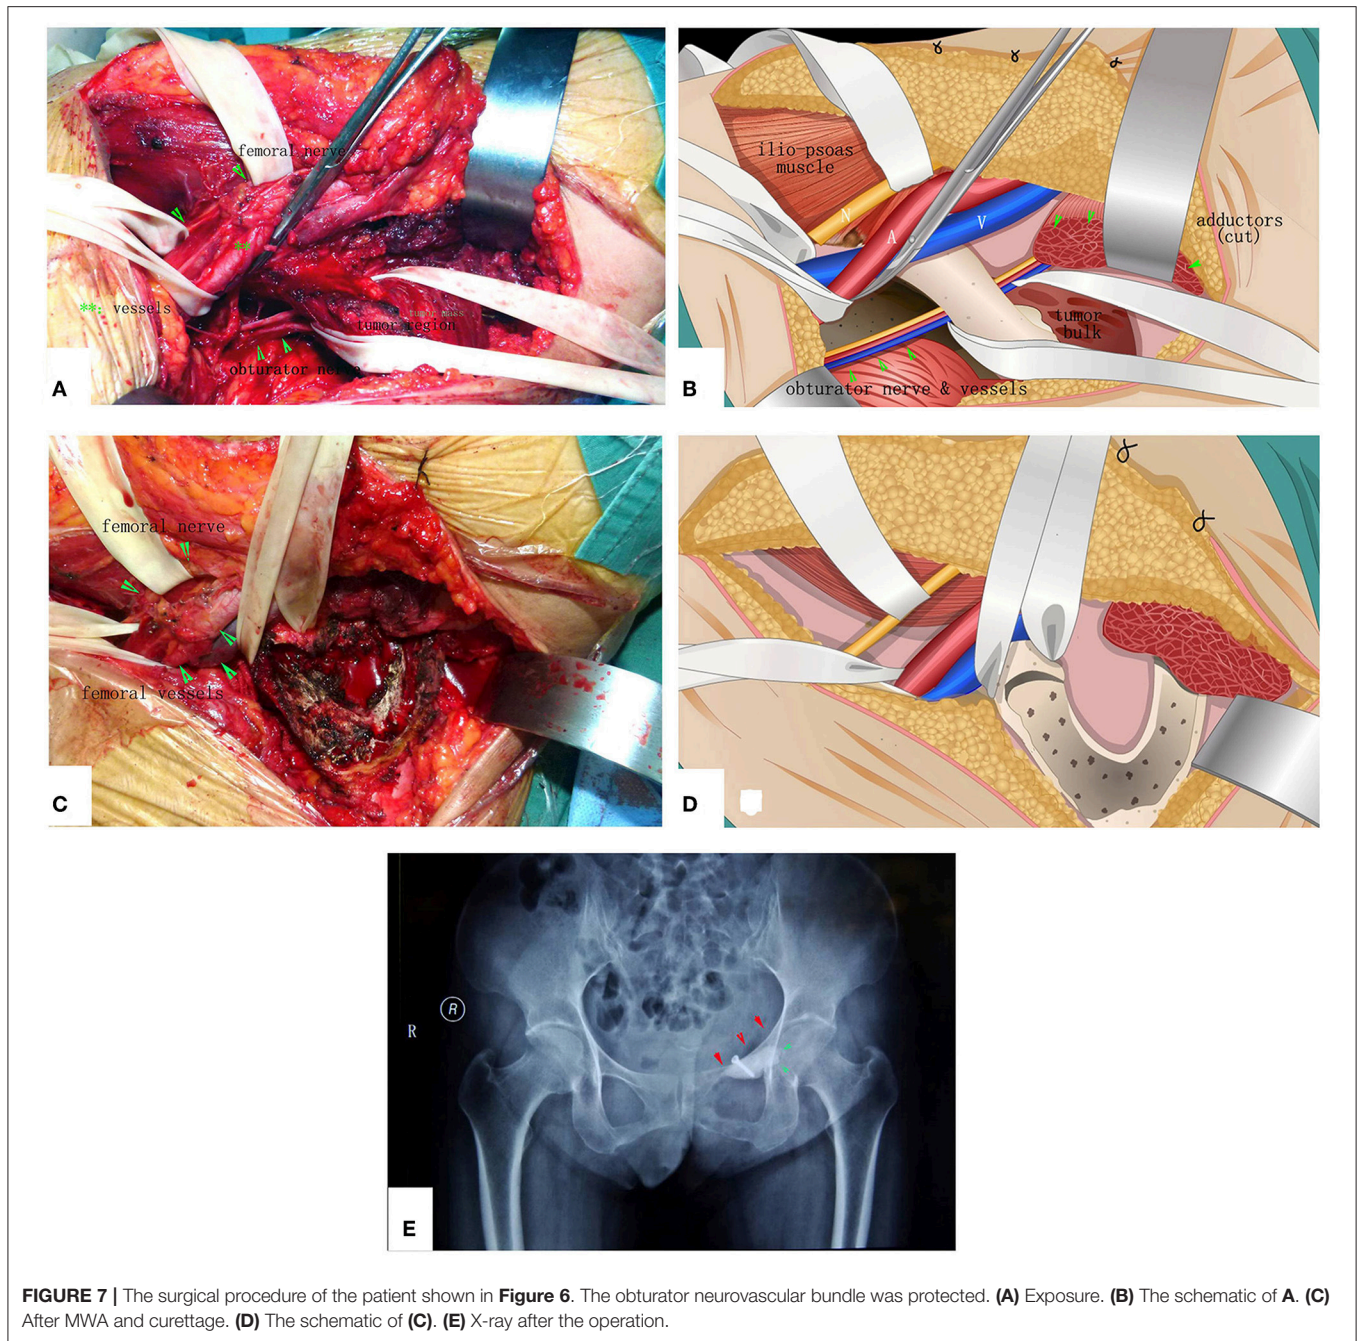 femoral nerve
**: vessels
**
tumor mass
tumor region
obturator nerve
A
ilio-psoas
muscle
N
A
V
adductors
(cut)
tumor
bulk
obturator nerve & vessels
B
femoral nerve
femoral vessels
C
D
R
R
E
FIGURE 7 | The surgical procedure of the patient shown in Figure 6. The obturator neurovascular bundle was protected. (A) Exposure. (B) The schematic of A. (C)
After MWA and curettage. (D) The schematic of (C). (E) X-ray after the operation.